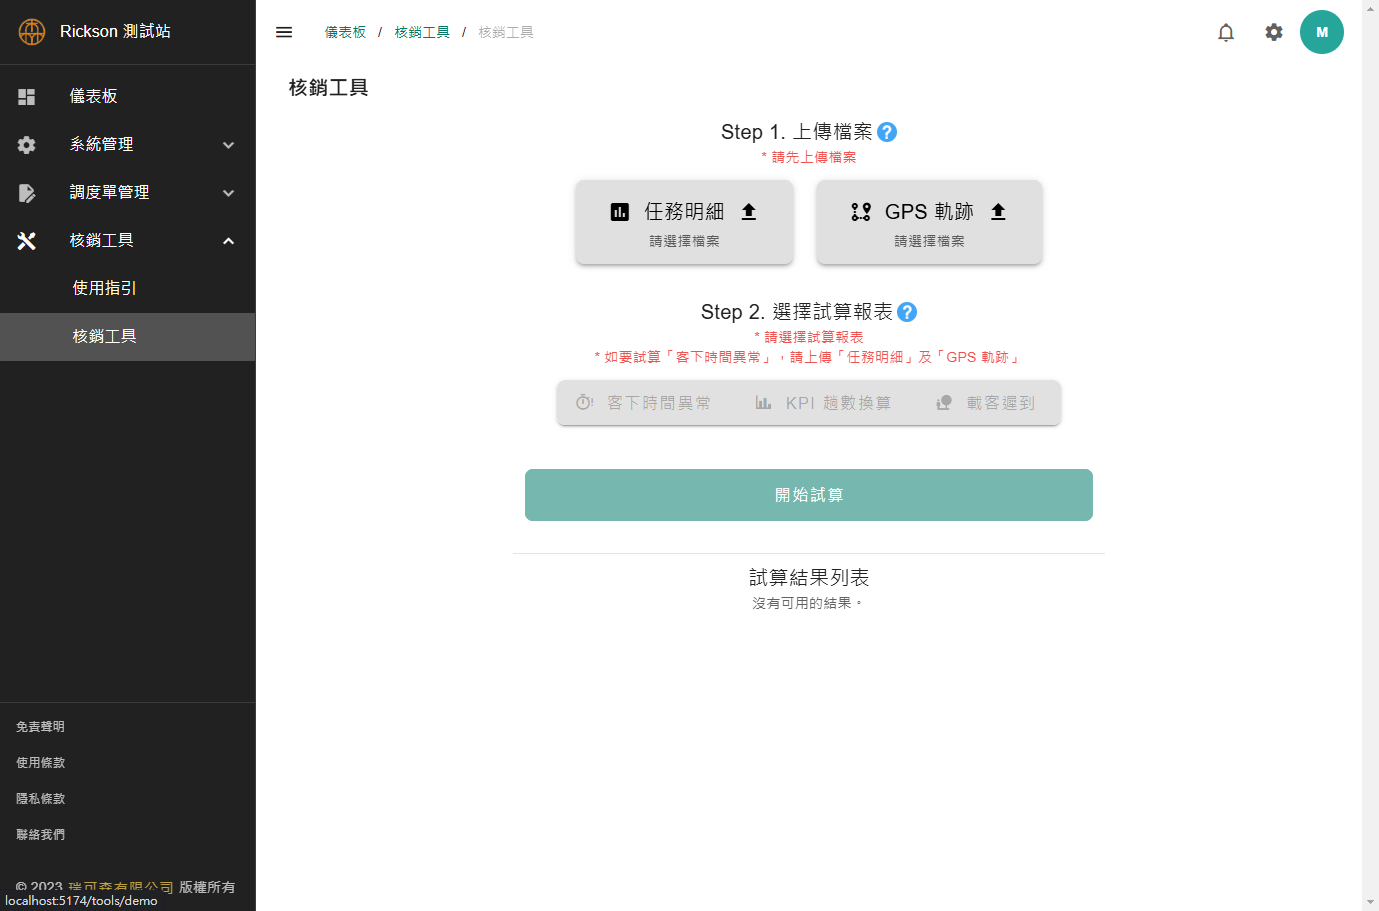 Rickson 測試站
儀表板 / 核銷工具 / 核銷工具
M
儀表板
系統管理
調度單管理
核銷工具
使用指引
核銷工具
核銷工具
Step 1. 上傳檔案 ?
* 請先上傳檔案
任務明細
請選擇檔案
GPS 軌跡
請選擇檔案
Step 2. 選擇試算報表 ?
* 請選擇試算報表
* 如要試算「客下時間異常」，請上傳「任務明細」及「GPS 軌跡」
客下時間異常
KPI 趟數換算
載客遲到
開始試算
試算結果列表
沒有可用的結果。
免責聲明
使用條款
隱私條款
聯絡我們
© 2023 瑞可森有限公司 版權所有
localhost:5174/tools/demo